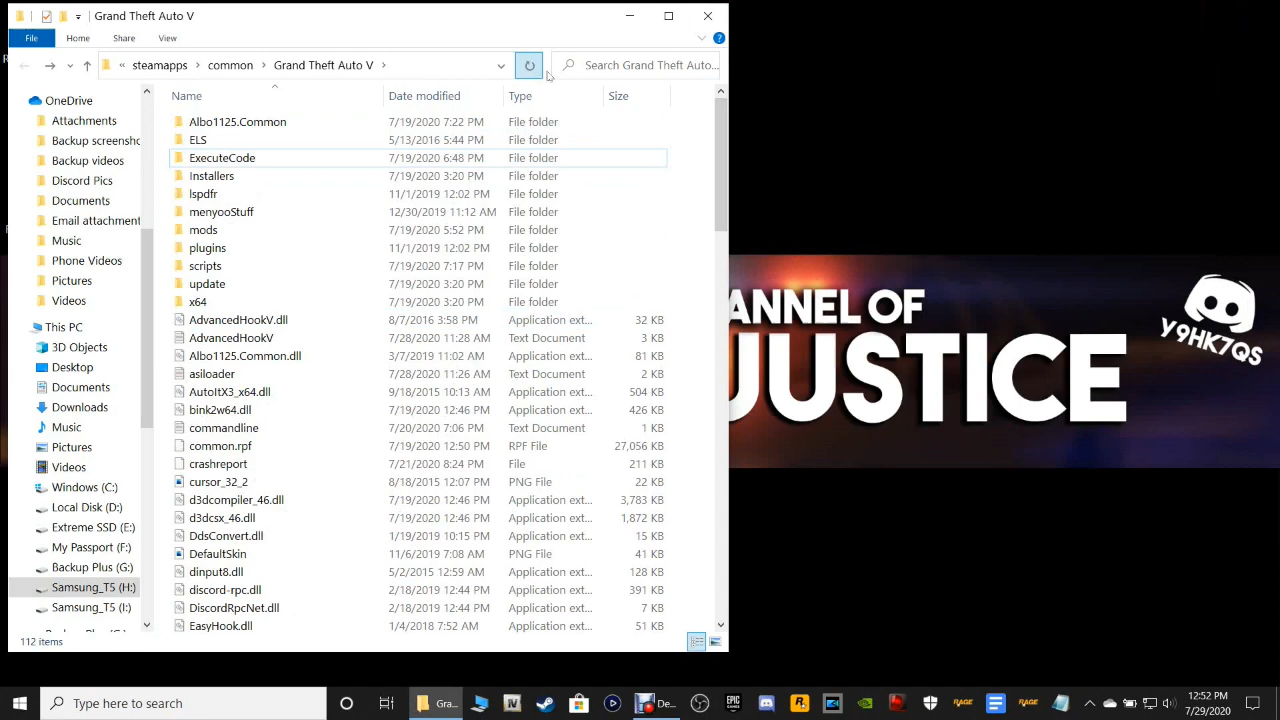 Grand Theft Auto V
File Home Share View
« steamapps > common > Grand Theft Auto V > Search Grand Theft Auto...
Name Date modified Type Size
OneDrive
Attachments
Backup screensho
Backup videos
Discord Pics
Documents
Email attachment
Music
Phone Videos
Pictures
Videos
This PC
3D Objects
Desktop
Documents
Downloads
Music
Pictures
Videos
Windows (C:)
Local Disk (D:)
Extreme SSD (E:)
My Passport (F:)
Backup Plus (G:)
Samsung_T5 (H:)
Samsung_T5 (I:)
Albo1125.Common 7/19/2020 7:22 PM File folder
ELS 5/13/2016 5:44 PM File folder
ExecuteCode 7/19/2020 6:48 PM File folder
Installers 7/19/2020 3:20 PM File folder
lspdfr 11/1/2019 12:02 PM File folder
menyooStuff 12/30/2019 11:12 AM File folder
mods 7/19/2020 5:52 PM File folder
plugins 11/1/2019 12:02 PM File folder
scripts 7/19/2020 7:17 PM File folder
update 7/19/2020 3:20 PM File folder
x64 7/19/2020 3:20 PM File folder
AdvancedHookV.dll 8/7/2016 3:58 PM Application ext... 32 KB
AdvancedHookV 7/28/2020 11:28 AM Text Document 3 KB
Albo1125.Common.dll 3/7/2019 11:02 AM Application ext... 81 KB
asiloader 7/28/2020 11:26 AM Text Document 2 KB
AutoItX3_x64.dll 9/18/2015 10:13 AM Application ext... 504 KB
bink2w64.dll 7/19/2020 12:46 PM Application ext... 426 KB
commandline 7/20/2020 7:06 PM Text Document 1 KB
common.rpf 7/19/2020 12:50 PM RPF File 27,056 KB
crashreport 7/21/2020 8:24 PM File 211 KB
cursor_32_2 8/18/2015 12:07 PM PNG File 22 KB
d3dcompiler_46.dll 7/19/2020 12:46 PM Application ext... 3,783 KB
d3dcsx_46.dll 7/19/2020 12:46 PM Application ext... 1,872 KB
DdsConvert.dll 1/19/2019 10:15 PM Application ext... 15 KB
DefaultSkin 11/6/2019 7:08 AM PNG File 41 KB
dinput8.dll 5/2/2015 12:59 AM Application ext... 128 KB
discord-rpc.dll 2/18/2019 12:44 PM Application ext... 391 KB
DiscordRpcNet.dll 2/18/2019 12:44 PM Application ext... 7 KB
EasyHook.dll 1/4/2018 7:52 AM Application ext... 51 KB
112 items
ANNEL OF
JUSTICE
Y9HK7QS
Type here to search Gra... De... 12:52 PM
7/29/2020